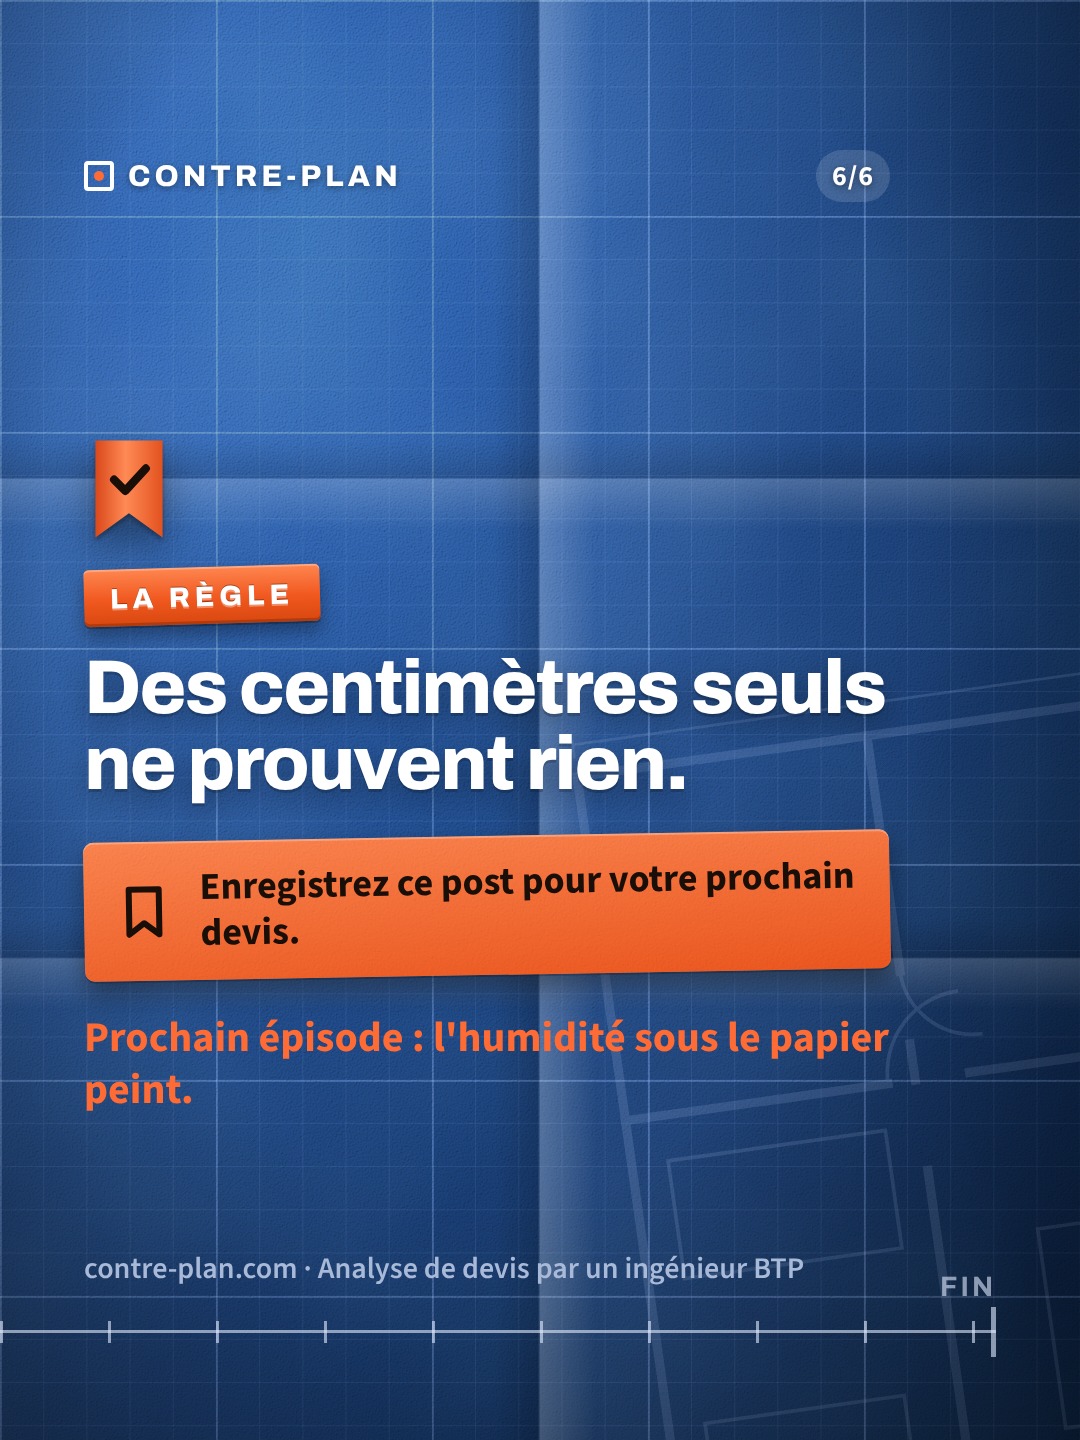 CONTRE-PLAN
6/6
LA RÈGLE
Des centimètres seuls
ne prouvent rien.
Enregistrez ce post pour votre prochain
devis.
Prochain épisode : l'humidité sous le papier
peint.
contre-plan.com · Analyse de devis par un ingénieur BTP
FIN